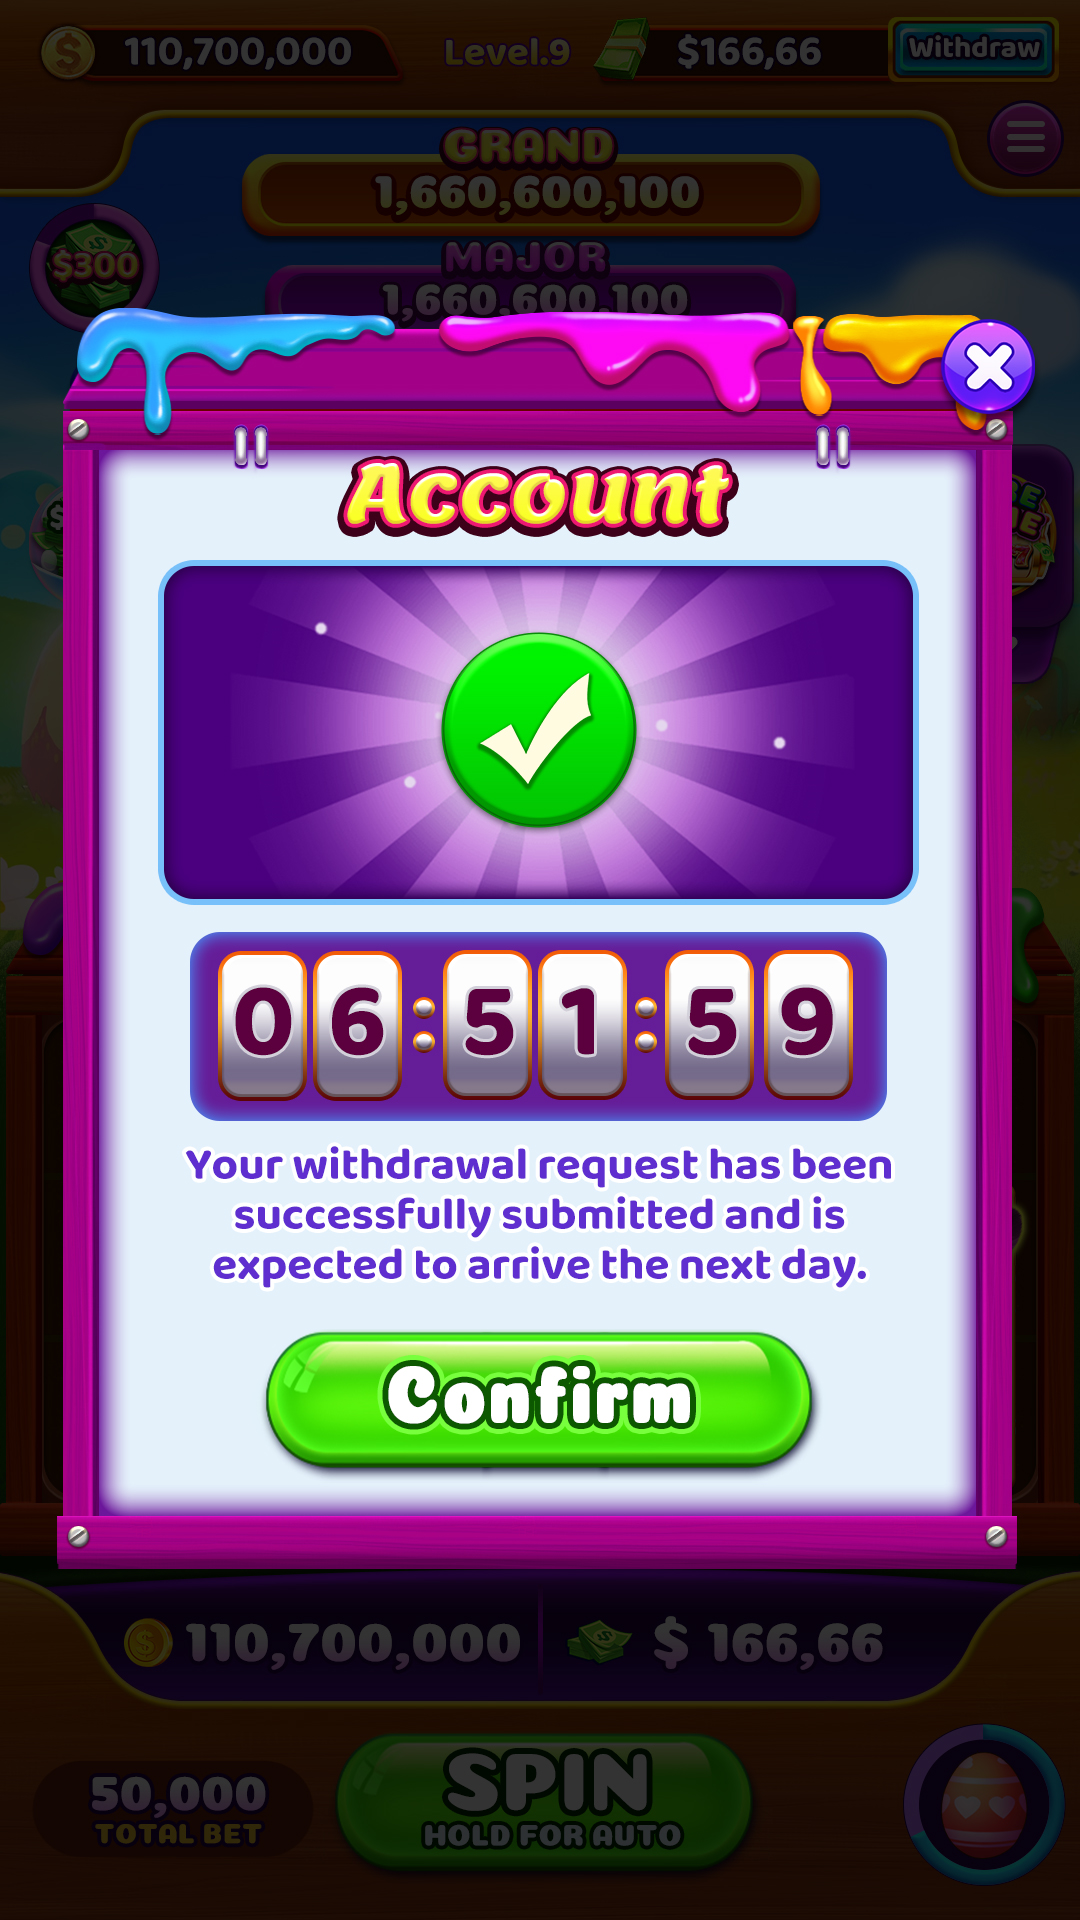 110,700,000
Level.9
$166,66
Withdraw
GRAND
1,660,600,100
MAJOR
1,660,600,100
$300
Account
06:51:59
Your withdrawal request has been
successfully submitted and is
expected to arrive the next day.
Confirm
110,700,000
$ 166,66
50,000
TOTAL BET
SPIN
HOLD FOR AUTO